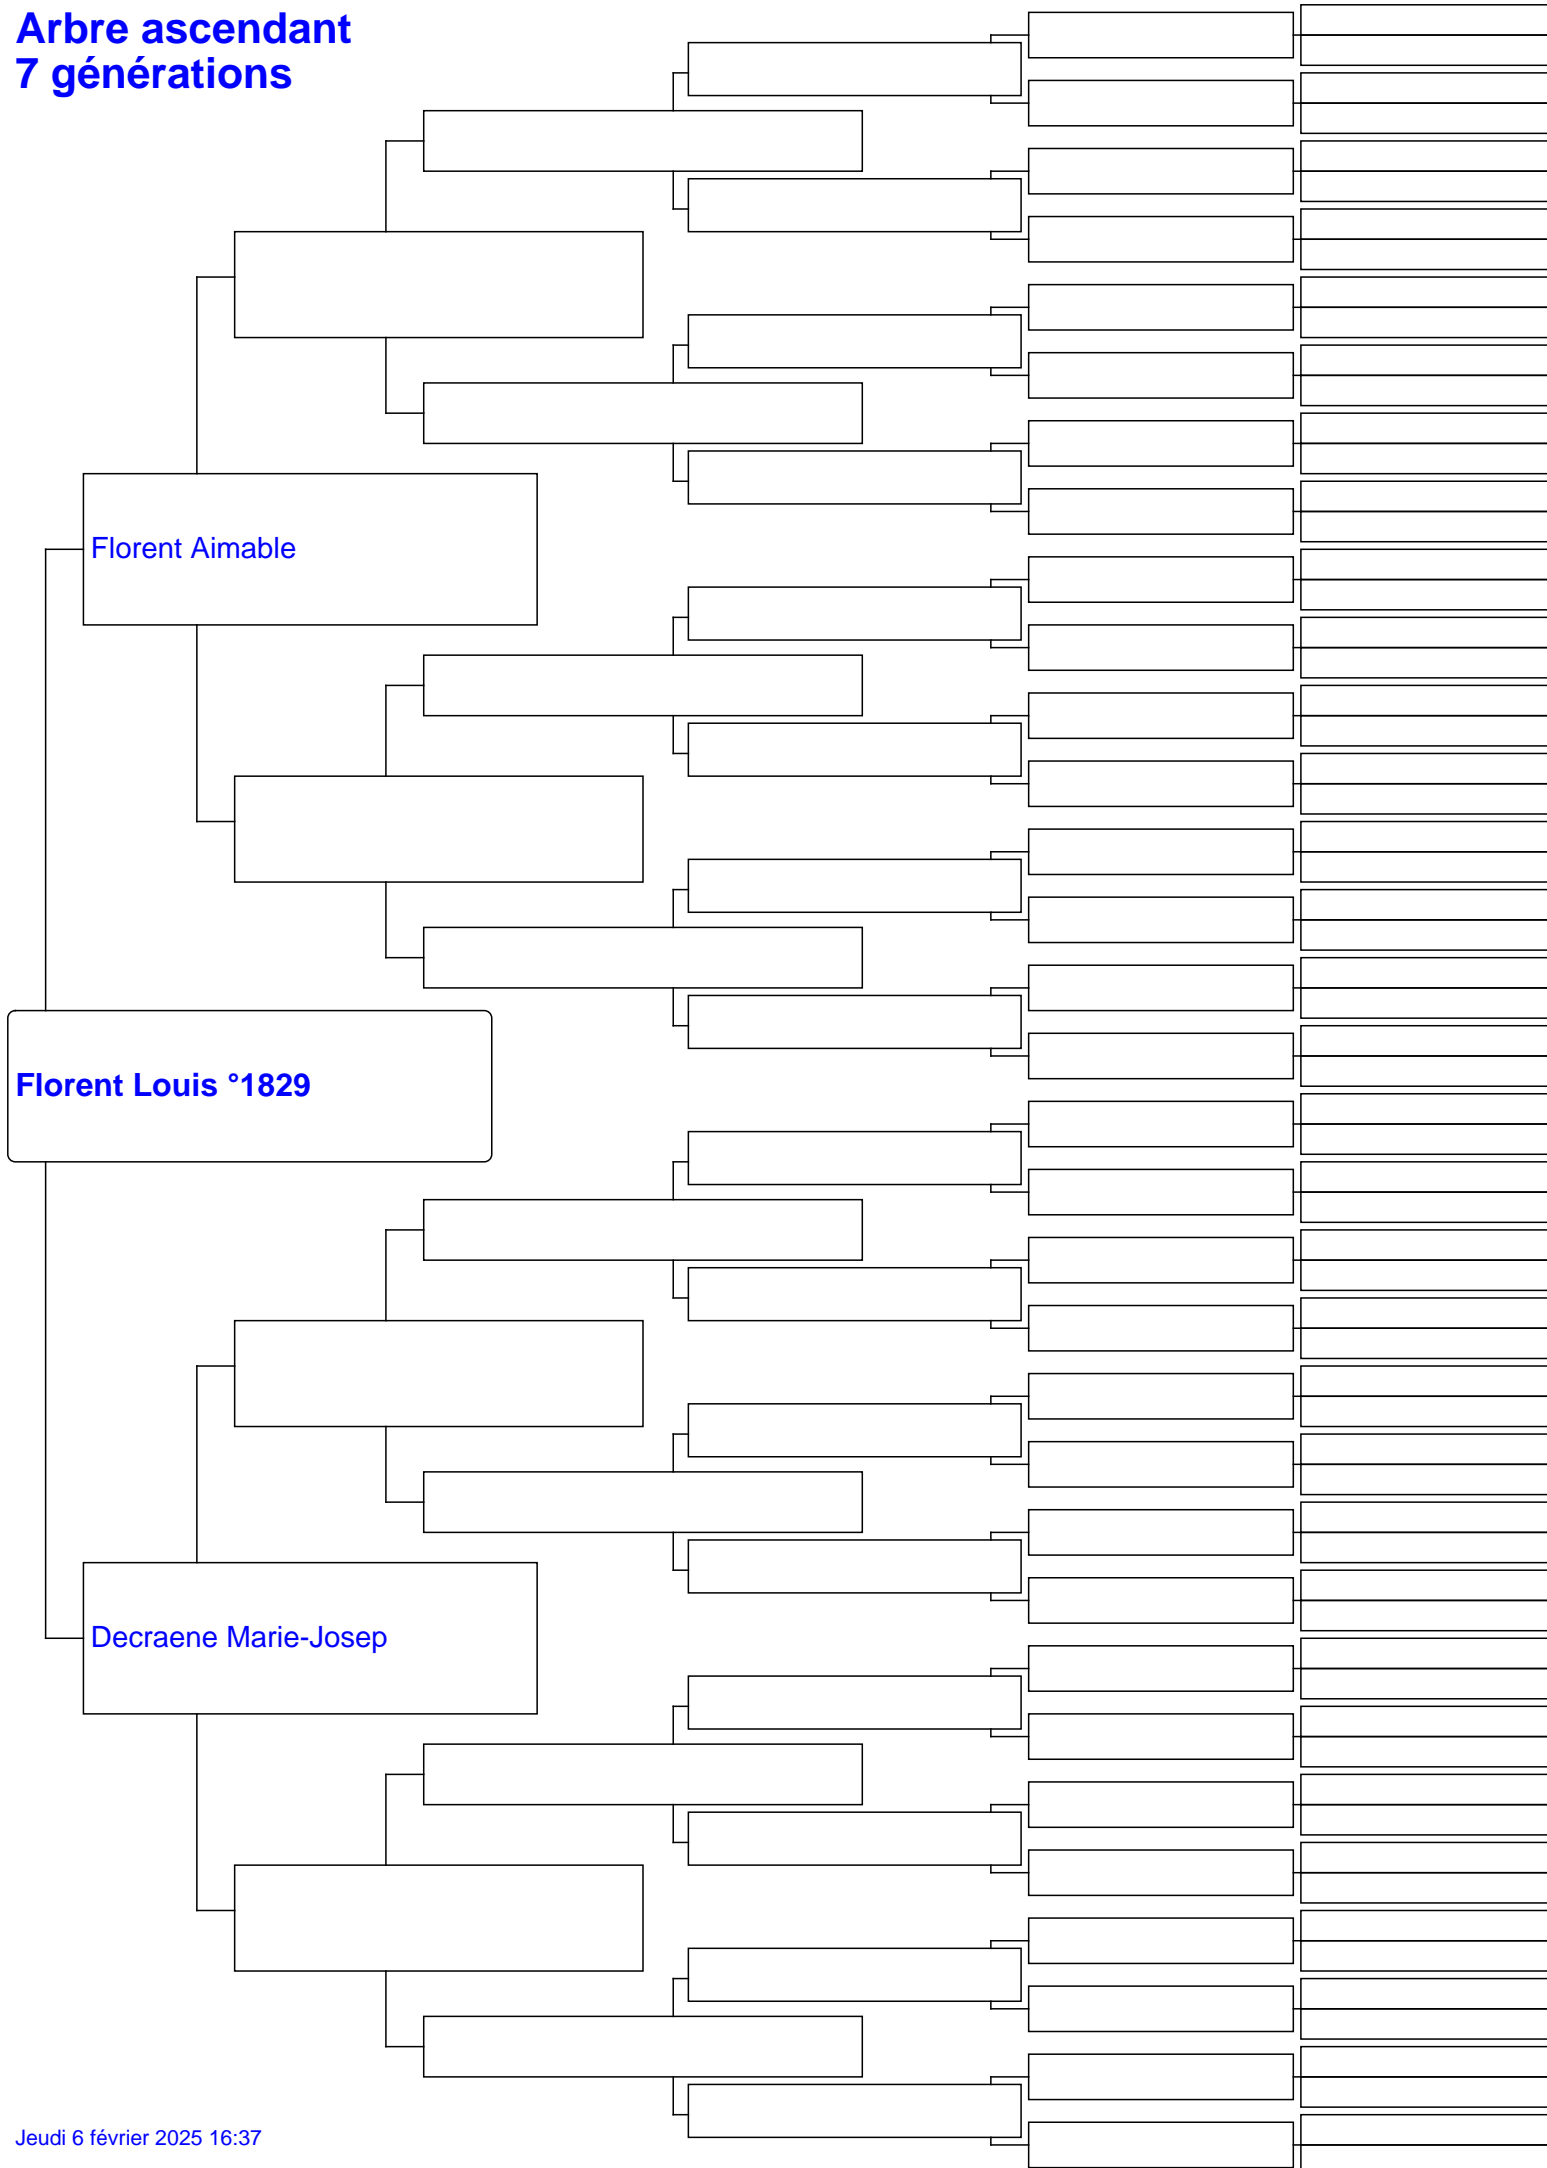 Arbre ascendant
7 générations
Florent Aimable
Florent Louis °1829
Decraene Marie-Josep
Jeudi 6 février 2025 16:37